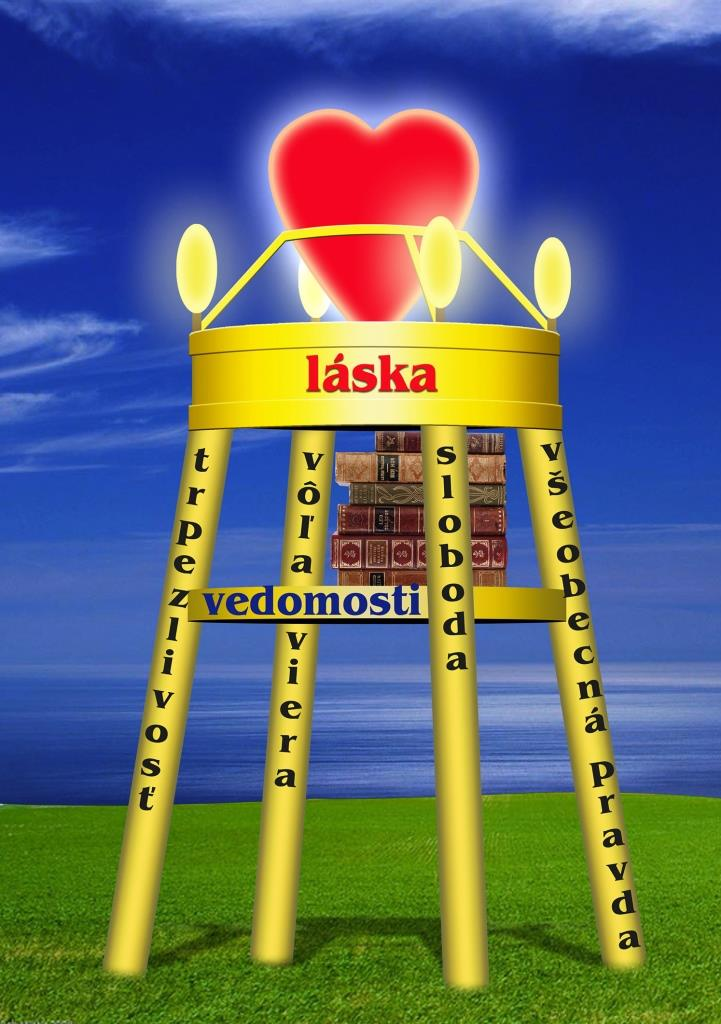 láska
trpezlivosť
vôľa viera
sloboda
všeobecná pravda
vedomosti